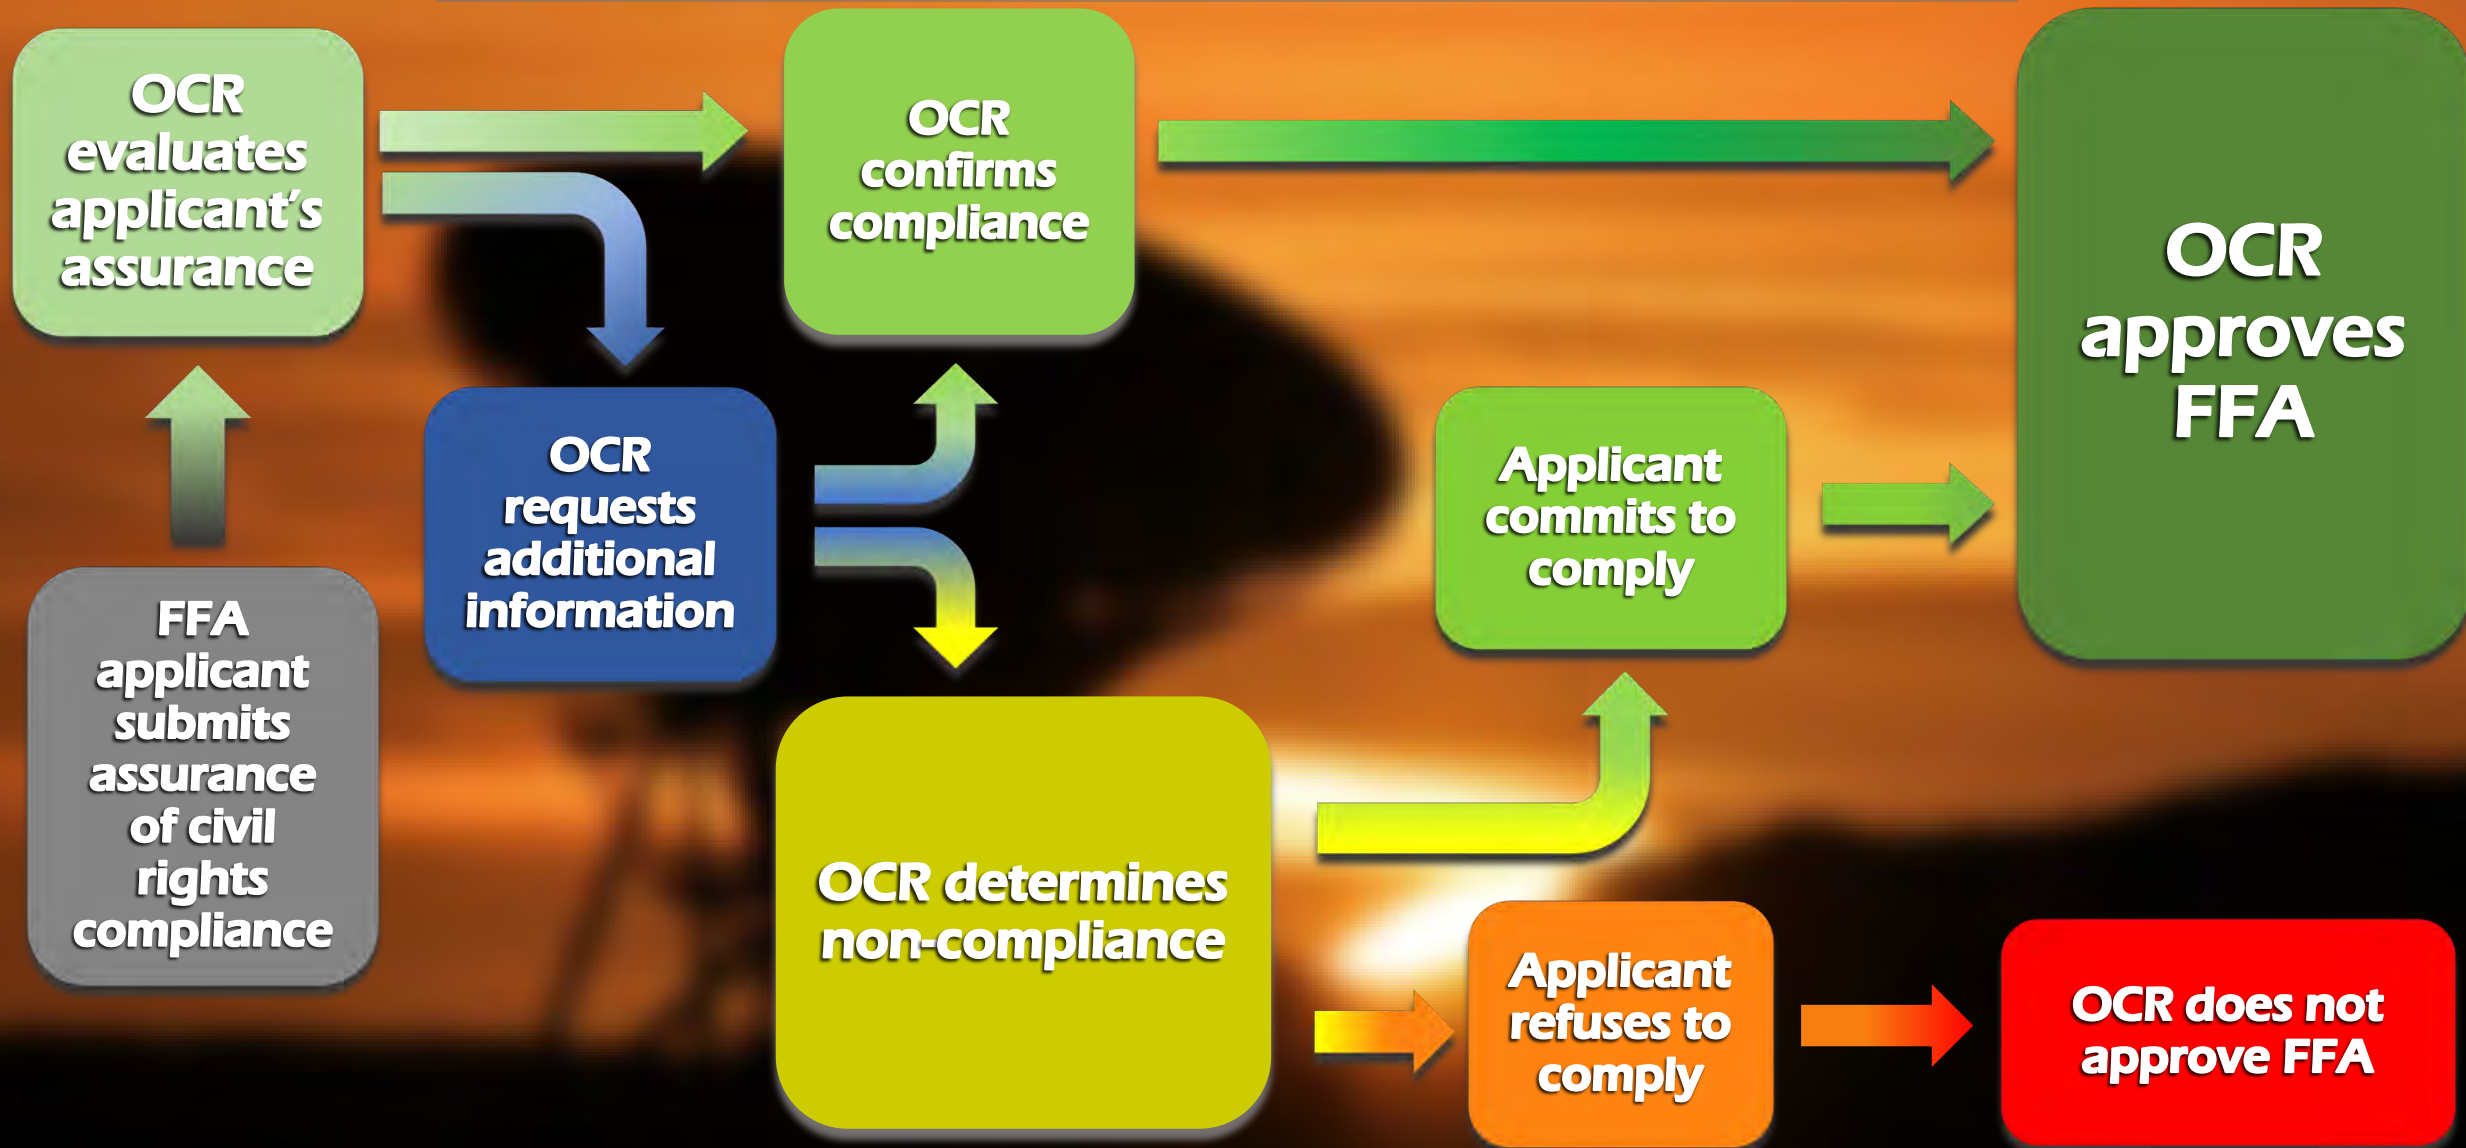 OCR
evaluates
applicant's
assurance
OCR
confirms
compliance
OCR
approves
FFA
OCR
requests
additional
information
Applicant
commits to
comply
FFA
applicant
submits
assurance
of civil
rights
compliance
OCR determines
non-compliance
Applicant
refuses to
comply
OCR does not
approve FFA